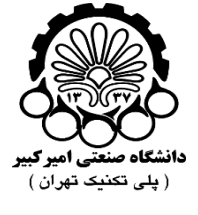 ۱۳ ۳۷
دانشگاه صنعتی امیرکبیر
( پلی تکنیک تهران )